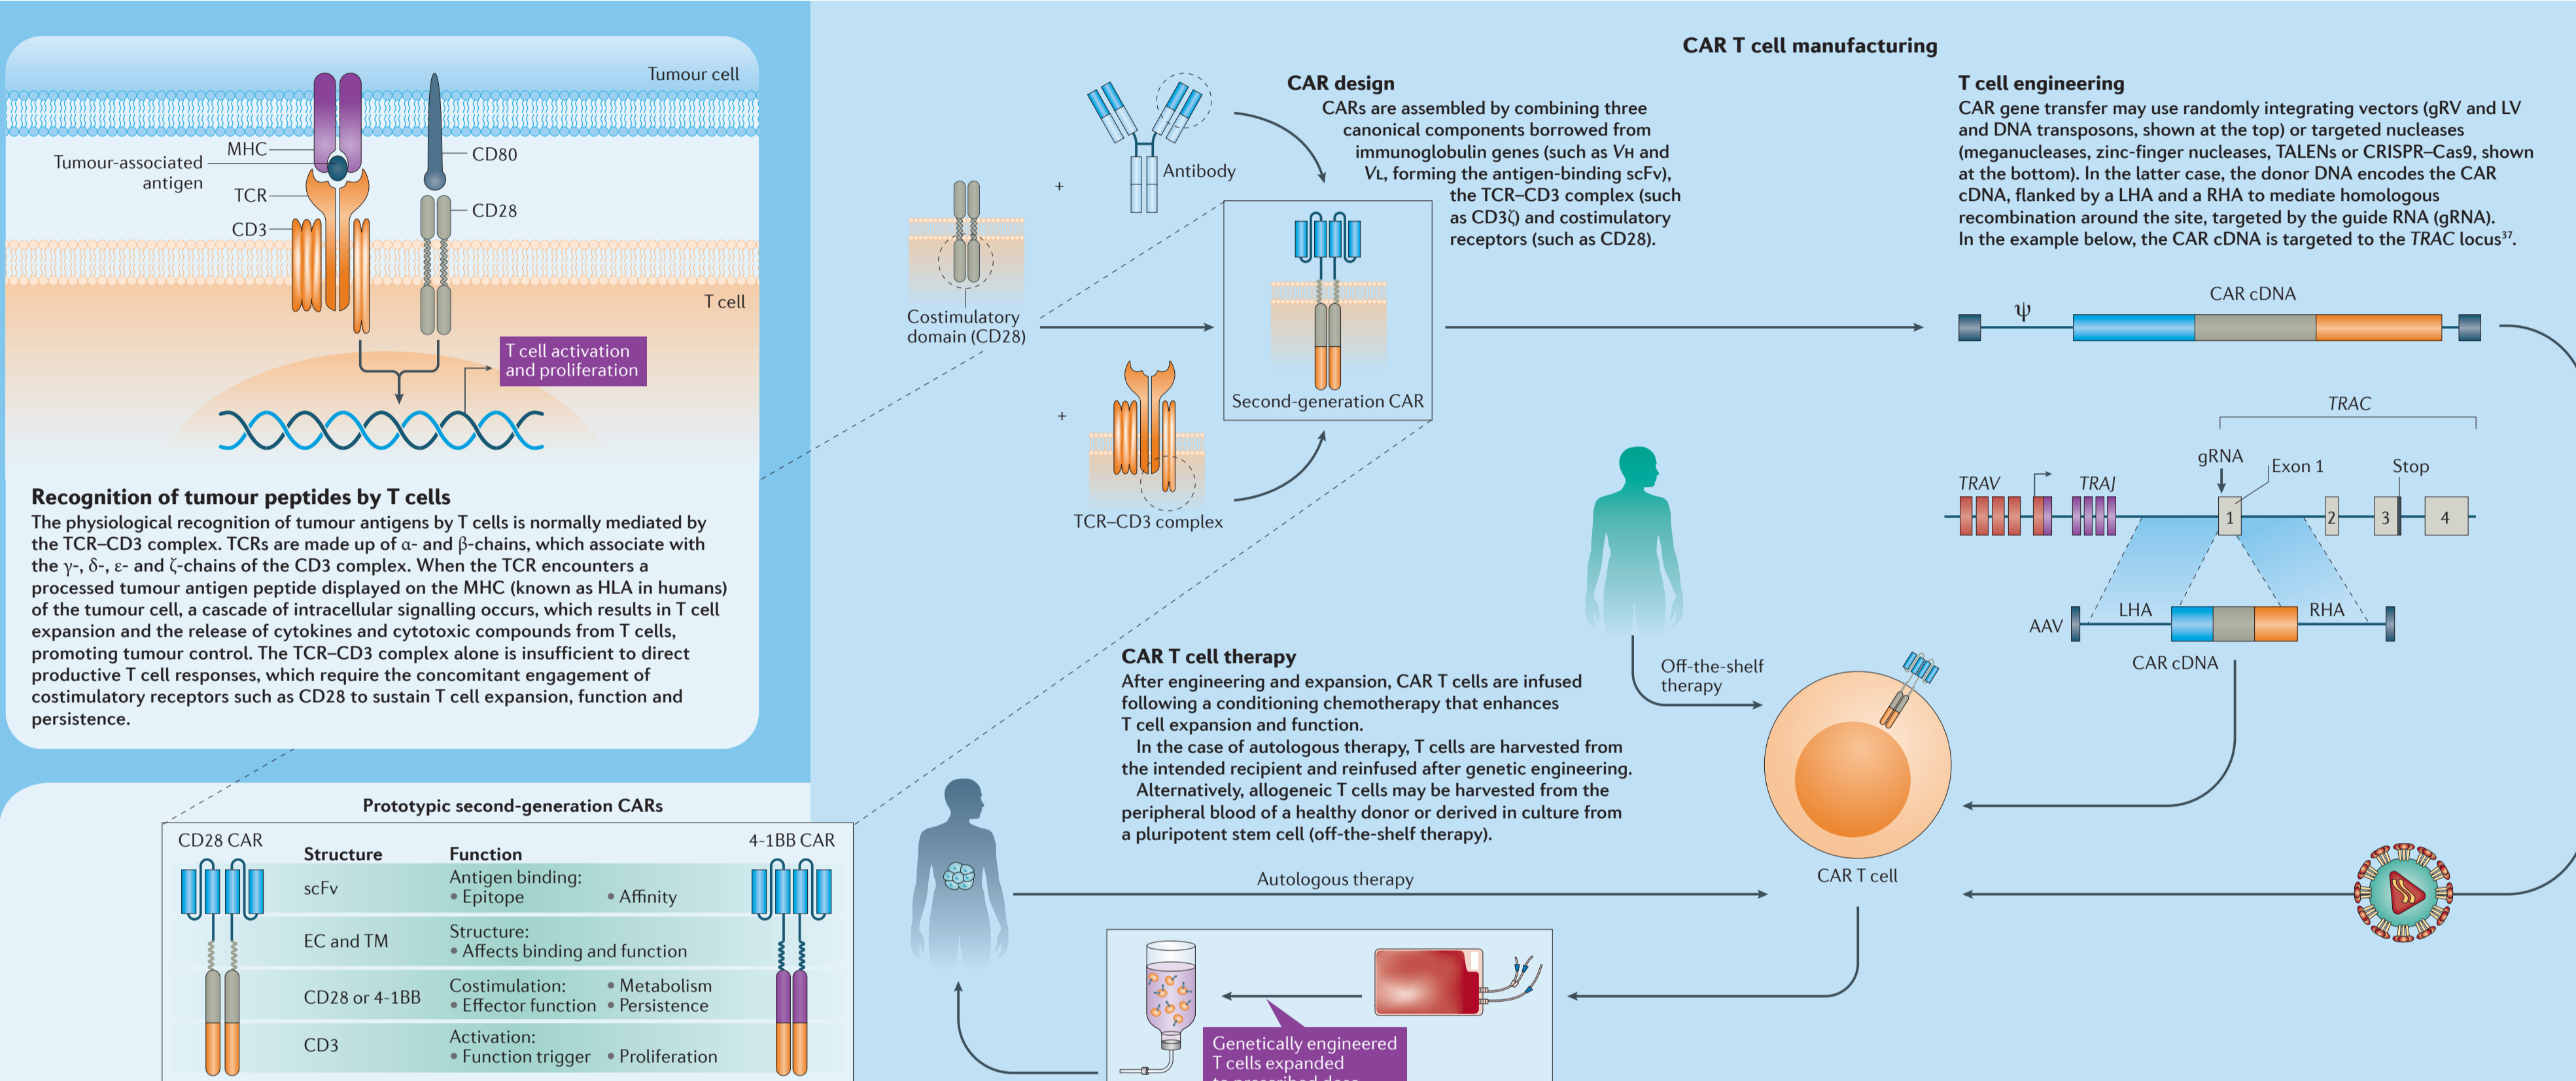 Tumour cell
MHC
Tumour-associated
antigen
TCR
CD3
CD80
CD28
T cell
T cell activation
and proliferation
Recognition of tumour peptides by T cells
The physiological recognition of tumour antigens by T cells is normally mediated by
the TCR–CD3 complex. TCRs are made up of α- and β-chains, which associate with
the γ-, δ-, ε- and ζ-chains of the CD3 complex. When the TCR encounters a
processed tumour antigen peptide displayed on the MHC (known as HLA in humans)
of the tumour cell, a cascade of intracellular signalling occurs, which results in T cell
expansion and the release of cytokines and cytotoxic compounds from T cells,
promoting tumour control. The TCR–CD3 complex alone is insufficient to direct
productive T cell responses, which require the concomitant engagement of
costimulatory receptors such as CD28 to sustain T cell expansion, function and
persistence.
Prototypic second-generation CARs
CD28 CAR
4-1BB CAR
Structure Function
scFv
Antigen binding:
• Epitope • Affinity
EC and TM
Structure:
• Affects binding and function
CD28 or 4-1BB
Costimulation: • Metabolism
• Effector function • Persistence
CD3
Activation:
• Function trigger • Proliferation
CAR T cell manufacturing
CAR design
CARs are assembled by combining three
canonical components borrowed from
immunoglobulin genes (such as VH and
VL, forming the antigen-binding scFv),
the TCR–CD3 complex (such
as CD3ζ) and costimulatory
receptors (such as CD28).
Antibody
+
Costimulatory
domain (CD28)
+
TCR–CD3 complex
Second-generation CAR
T cell engineering
CAR gene transfer may use randomly integrating vectors (gRV and LV
and DNA transposons, shown at the top) or targeted nucleases
(meganucleases, zinc-finger nucleases, TALENs or CRISPR–Cas9, shown
at the bottom). In the latter case, the donor DNA encodes the CAR
cDNA, flanked by a LHA and a RHA to mediate homologous
recombination around the site, targeted by the guide RNA (gRNA).
In the example below, the CAR cDNA is targeted to the TRAC locus37.
CAR cDNA
ψ
TRAC
gRNA
Exon 1
Stop
TRAV
TRAJ
1
2
3
4
LHA
RHA
AAV
CAR cDNA
CAR T cell therapy
After engineering and expansion, CAR T cells are infused
following a conditioning chemotherapy that enhances
T cell expansion and function.
In the case of autologous therapy, T cells are harvested from
the intended recipient and reinfused after genetic engineering.
Alternatively, allogeneic T cells may be harvested from the
peripheral blood of a healthy donor or derived in culture from
a pluripotent stem cell (off-the-shelf therapy).
Off-the-shelf
therapy
CAR T cell
Autologous therapy
Genetically engineered
T cells expanded
to prescribed dose